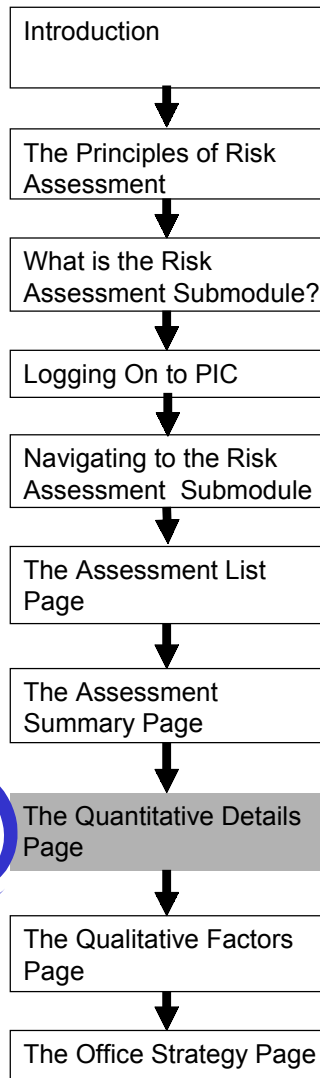 Introduction
The Principles of Risk
Assessment
What is the Risk
Assessment Submodule?
Logging On to PIC
Navigating to the Risk
Assessment Submodule
The Assessment List
Page
The Assessment
Summary Page
The Quantitative Details
Page
The Qualitative Factors
Page
The Office Strategy Page